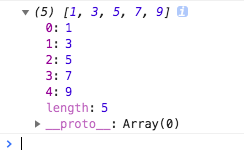 ▼ (5) [1, 3, 5, 7, 9] i
0: 1
1: 3
2: 5
3: 7
4: 9
length: 5
▶ __proto__: Array(0)
>